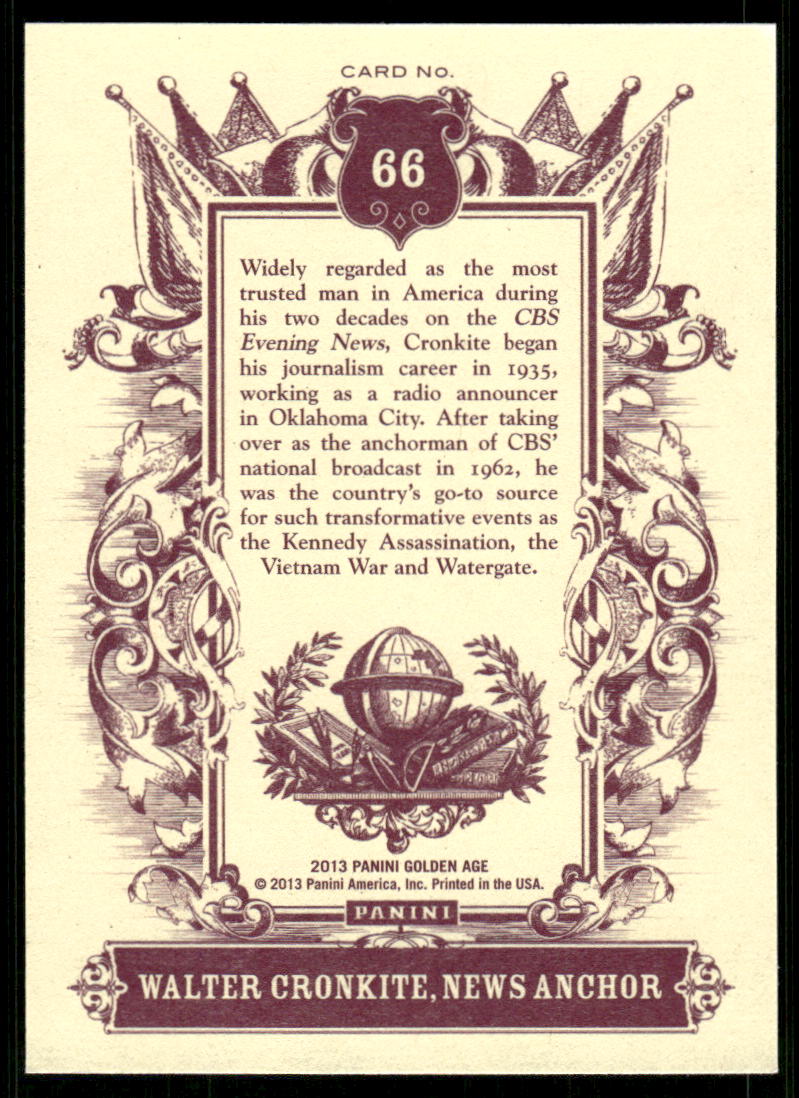 CARD No.
66
Widely regarded as the most
trusted man in America during
his two decades on the CBS
Evening News, Cronkite began
his journalism career in 1935,
working as a radio announcer
in Oklahoma City. After taking
over as the anchorman of CBS'
national broadcast in 1962, he
was the country's go-to source
for such transformative events as
the Kennedy Assassination, the
Vietnam War and Watergate.
2013 PANINI GOLDEN AGE
© 2013 Panini America, Inc. Printed in the USA.
PANINI
WALTER CRONKITE, NEWS ANCHOR